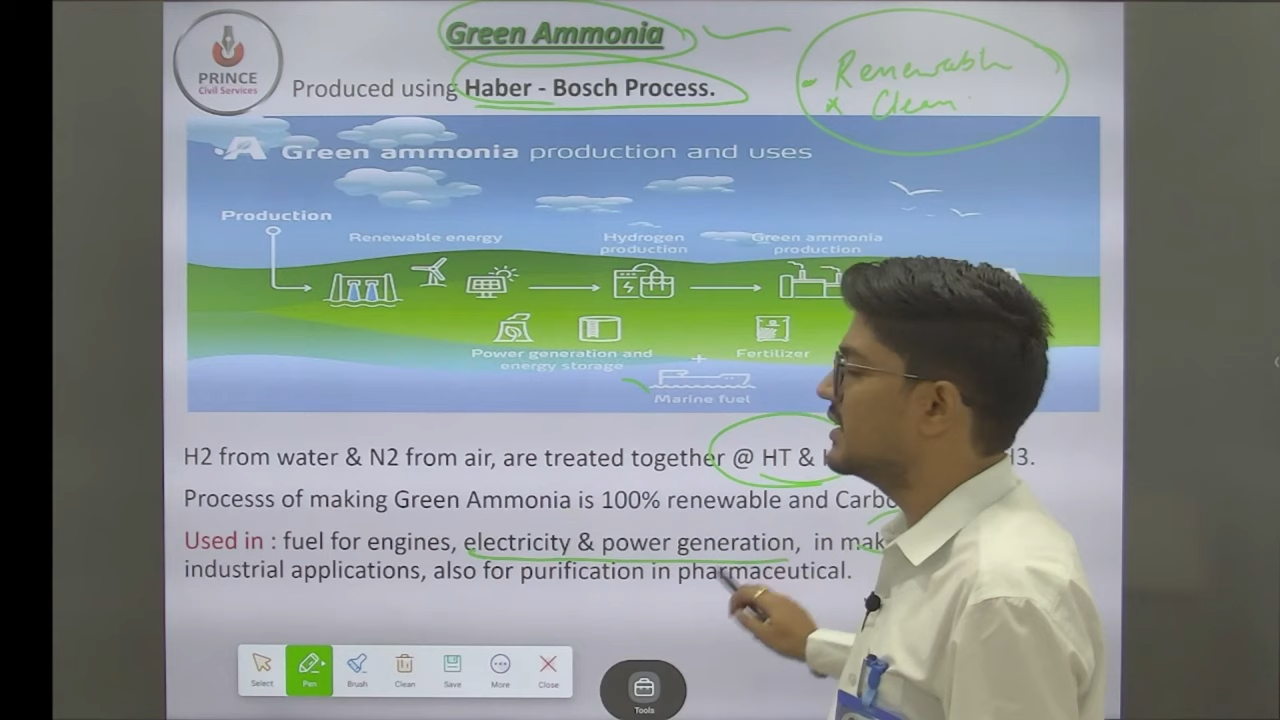 Green Ammonia
- Renewable
x Clean
PRINCE
Civil Services
Produced using Haber - Bosch Process.
Green ammonia production and uses
Production
Renewable energy
Hydrogen production
Green ammonia production
Power generation and energy storage
+
Fertilizer
Marine fuel
H2 from water & N2 from air, are treated together @ HT &
Processs of making Green Ammonia is 100% renewable and
Used in : fuel for engines, electricity & power generation, in
industrial applications, also for purification in pharmaceutical.
Select
Pen
Brush
Clean
Save
More
Close
Tools